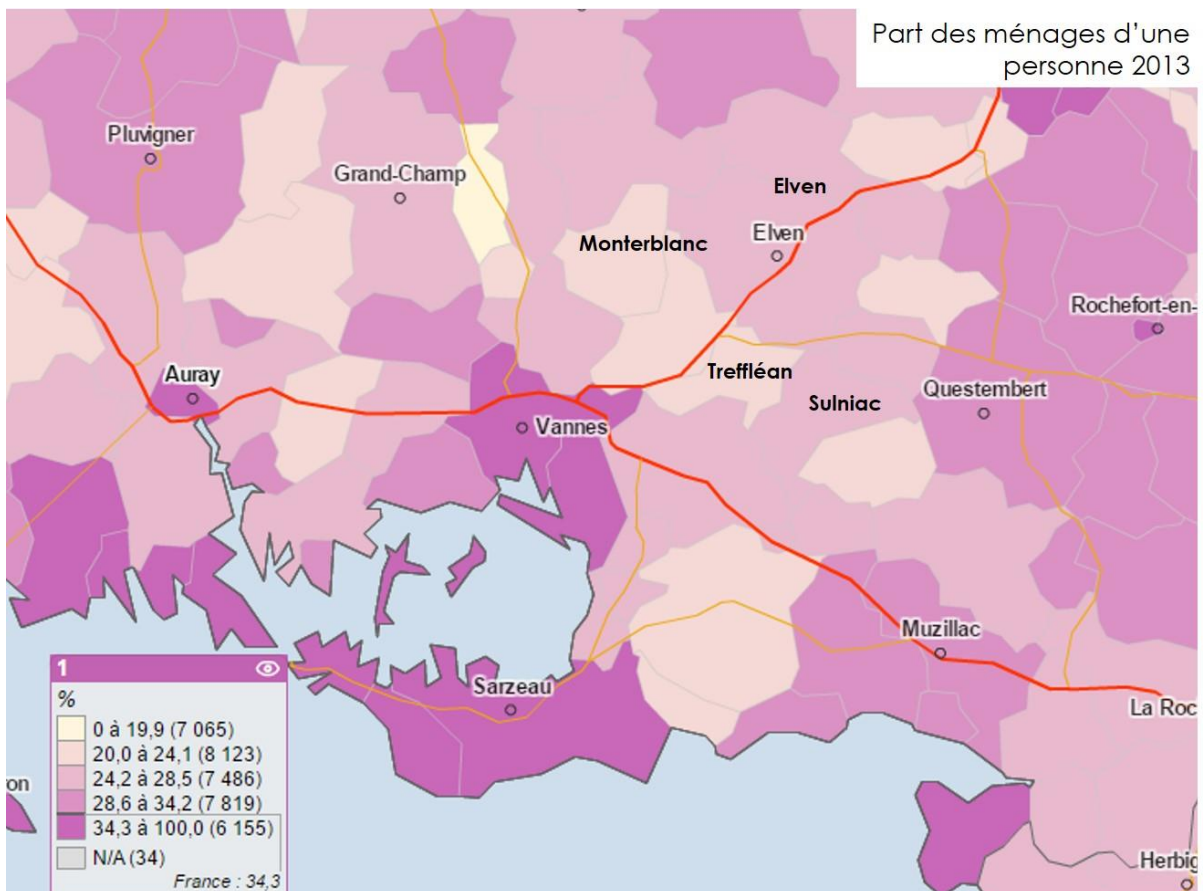 Part des ménages d'une
personne 2013
Pluvigner
Grand-Champ
Elven
Monterblanc
Elven
Rochefort-en-
Auray
Treffléan
Sulniac
Questembert
Vannes
Muzillac
Sarzeau
La Roc
1
%
0 à 19,9 (7 065)
20,0 à 24,1 (8 123)
24,2 à 28,5 (7 486)
28,6 à 34,2 (7 819)
34,3 à 100,0 (6 155)
N/A (34)
France : 34,3
on
Herbig